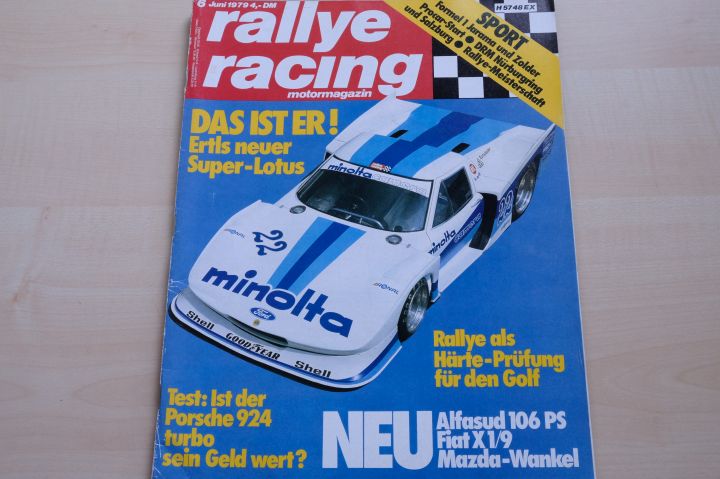 6 Juni 1979 4,- DM
rallye
racing
motormagazin
H 5748 EX
SPORT
Formel 1 Jarama und Zolder
Procar-Start ● DRM Nürburgring
und Salzburg ● Rallye-Meisterschaft
DAS IST ER!
Ertls neuer
Super-Lotus
minolta
22
minolta
Ford
Shell
GOODYEAR
Shell
Rallye als
Härte-Prüfung
für den Golf
Test: Ist der
Porsche 924
turbo
sein Geld wert?
NEU
Alfasud 106 PS
Fiat X 1/9
Mazda-Wankel